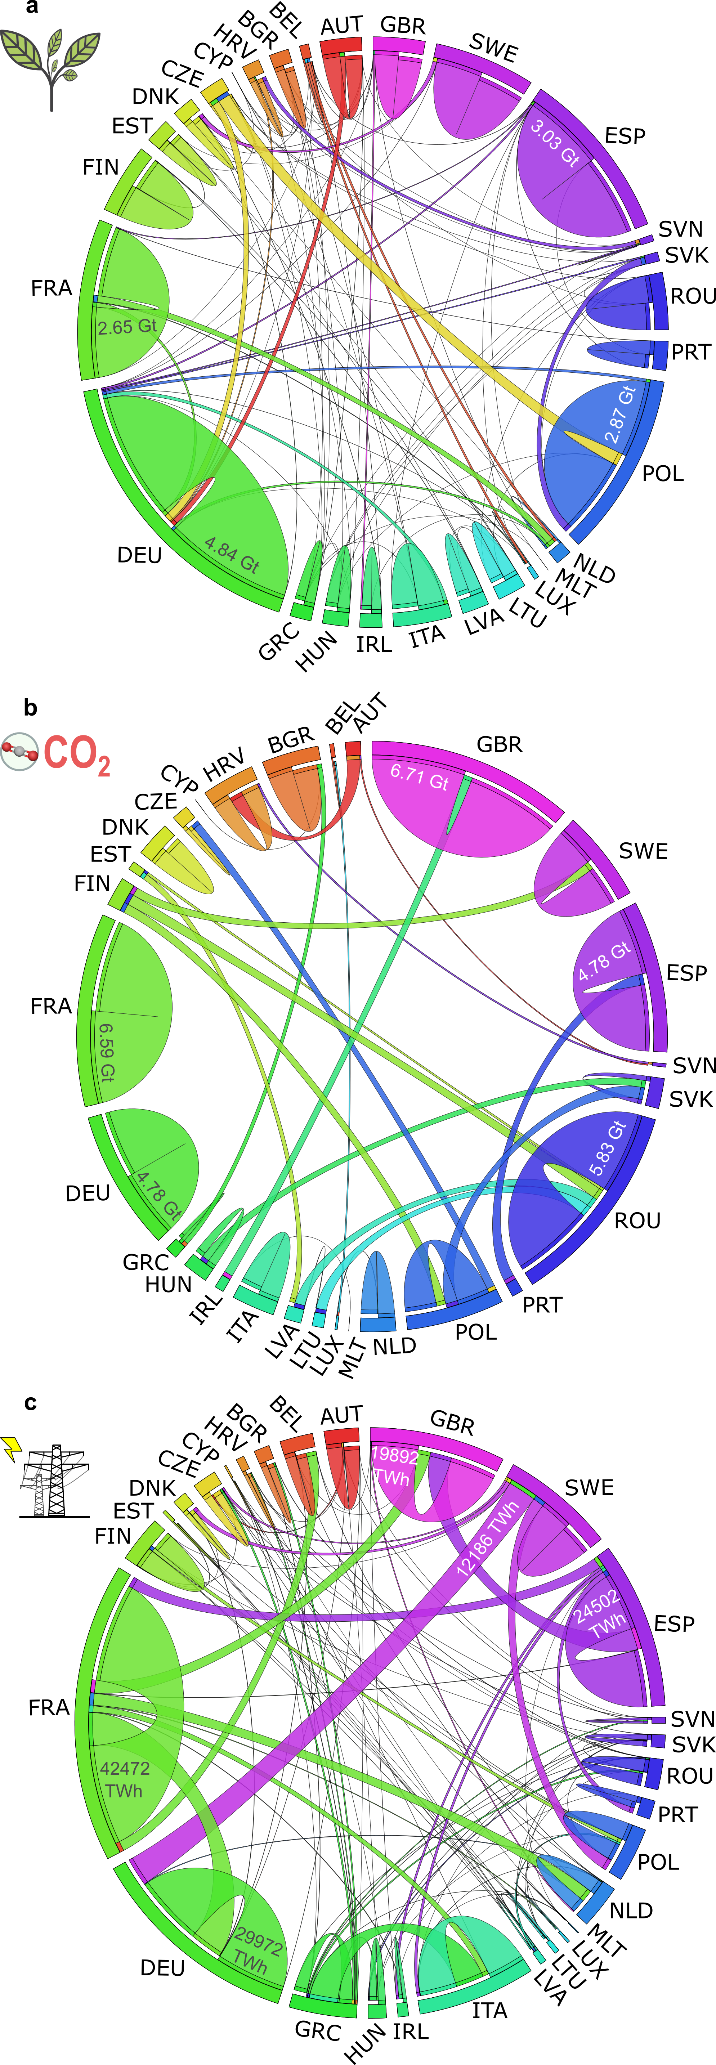 a
BEL
AUT
GBR
SWE
BGR
HRV
CYP
CZE
DNK
EST
FIN
FRA
DEU
GRC
HUN
IRL
ITA
LVA
LTU
LUX
MLT
NLD
POL
PRT
ROU
SVK
SVN
ESP
3.03 Gt
2.65 Gt
2.87 Gt
4.84 Gt
b
CO2
BEL
AUT
GBR
SWE
ESP
SVN
SVK
ROU
PRT
POL
NLD
MLT
LUX
LTU
LVA
ITA
IRL
HUN
GRC
DEU
FRA
FIN
EST
DNK
CZE
CYP
HRV
BGR
6.71 Gt
4.78 Gt
6.59 Gt
5.83 Gt
4.78 Gt
c
BEL
AUT
GBR
SWE
ESP
SVN
SVK
ROU
PRT
POL
NLD
MLT
LUX
LTU
LVA
ITA
IRL
HUN
GRC
DEU
FRA
FIN
EST
DNK
CZE
CYP
HRV
BGR
19892
TWh
12186 TWh
24502
TWh
42472
TWh
29972
TWh